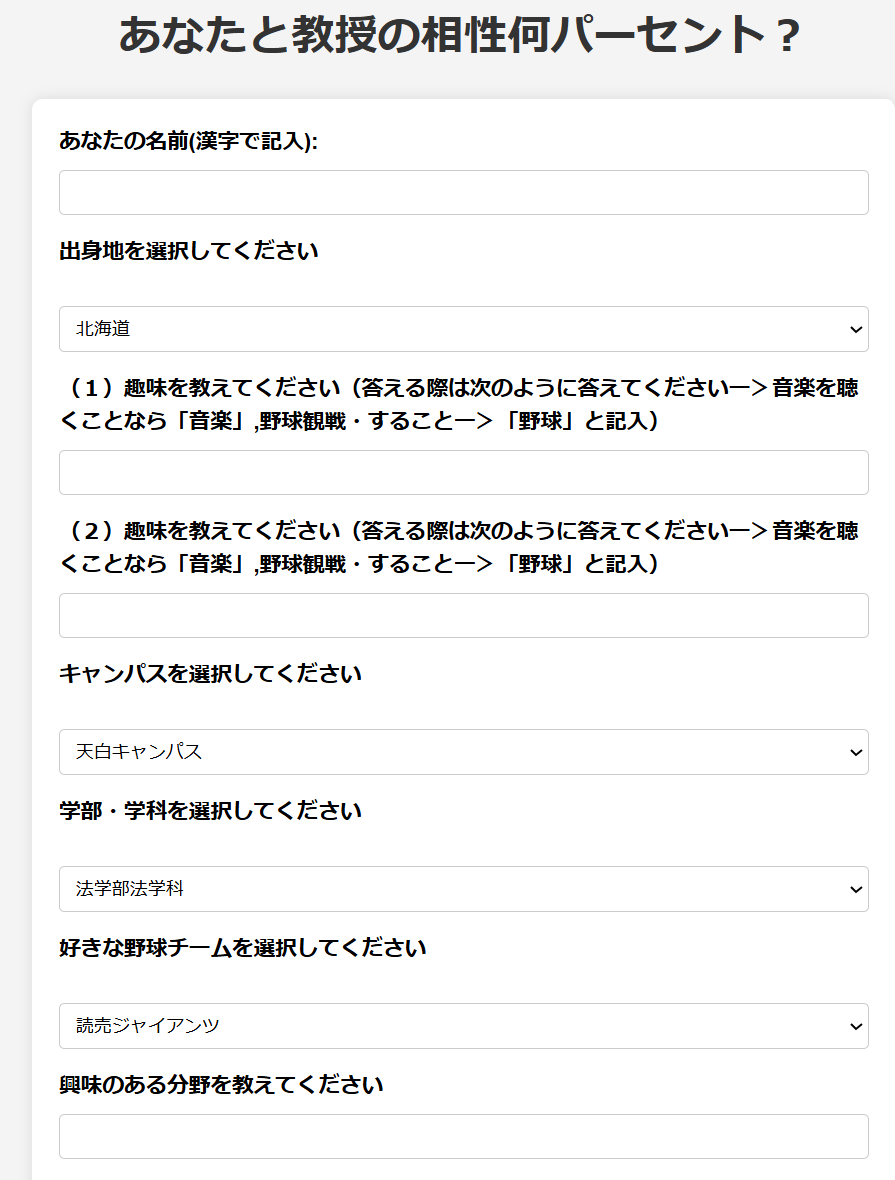 あなたと教授の相性何パーセント？
あなたの名前(漢字で記入):
出身地を選択してください
北海道
（１）趣味を教えてください（答える際は次のように答えてくださいー＞音楽を聴
くことなら「音楽」,野球観戦・することー＞「野球」と記入）
（２）趣味を教えてください（答える際は次のように答えてくださいー＞音楽を聴
くことなら「音楽」,野球観戦・することー＞「野球」と記入）
キャンパスを選択してください
天白キャンパス
学部・学科を選択してください
法学部法学科
好きな野球チームを選択してください
読売ジャイアンツ
興味のある分野を教えてください